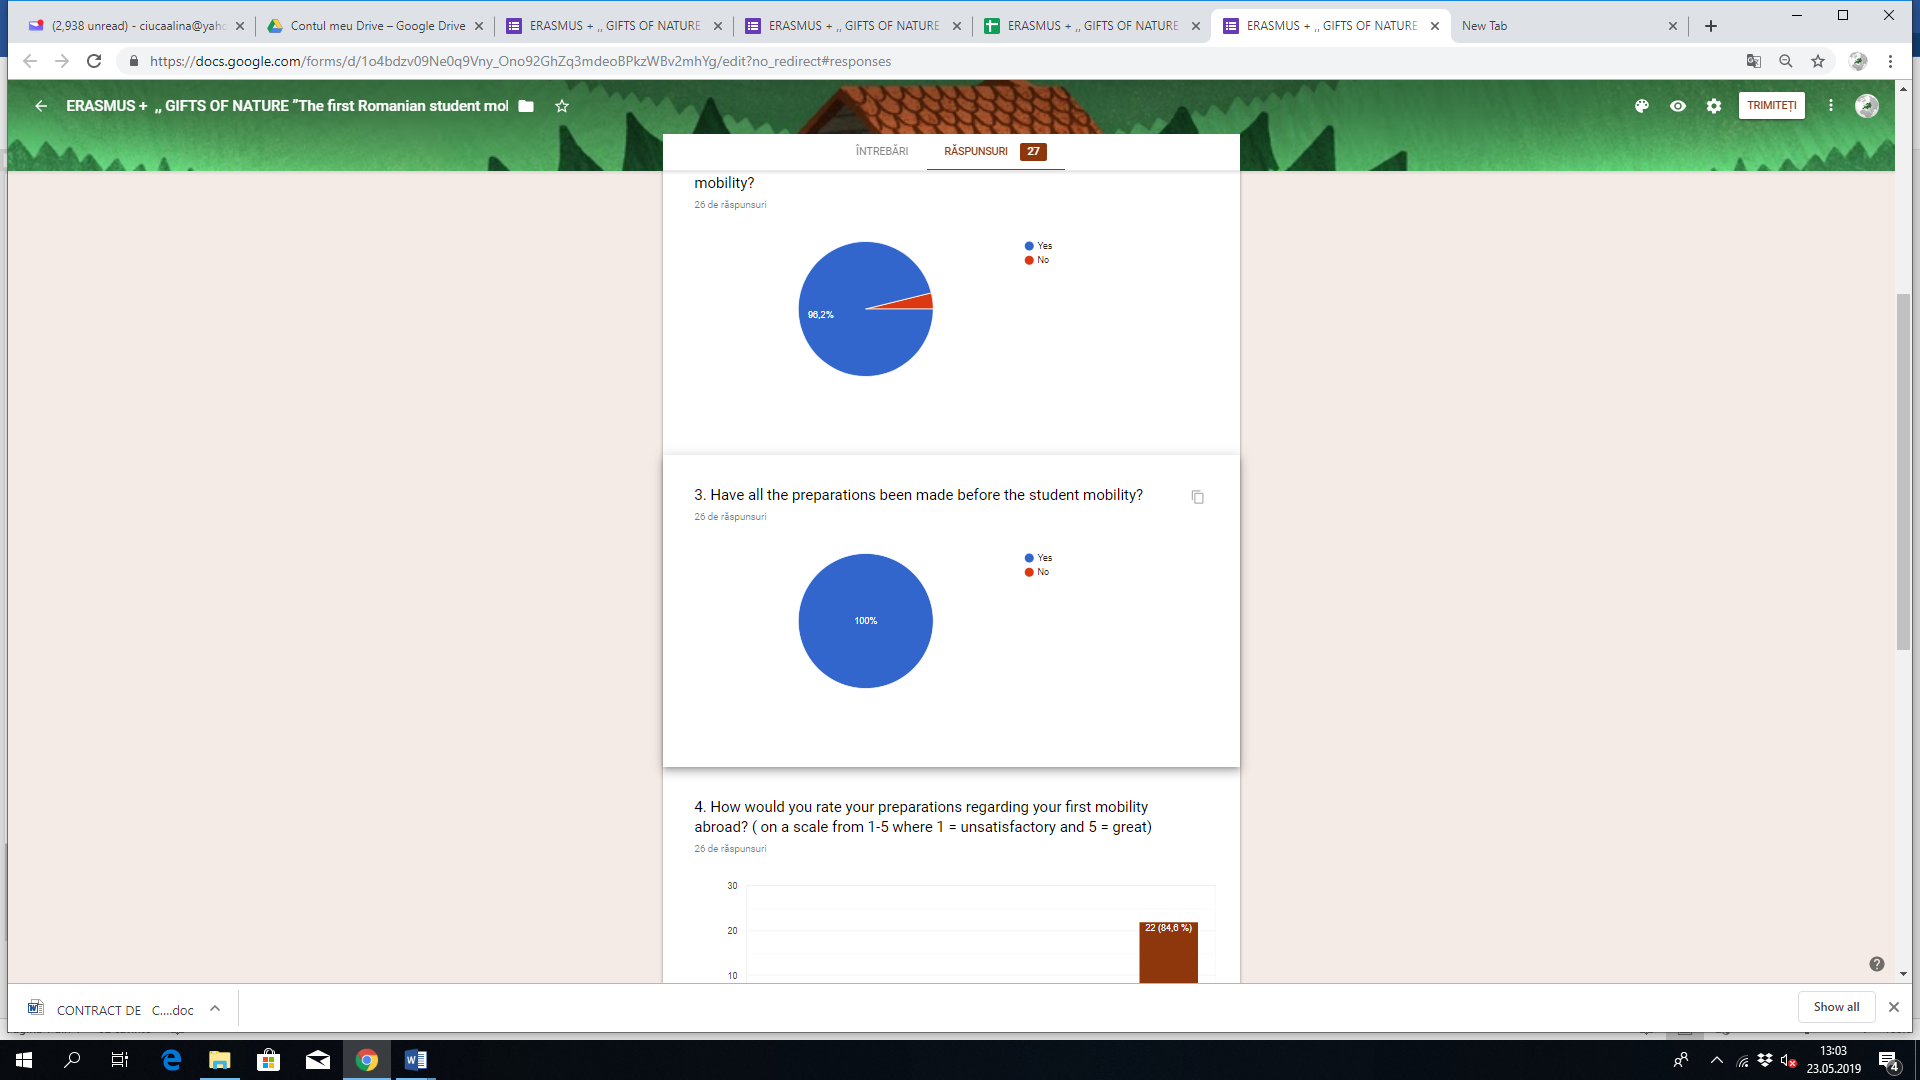 (2,938 unread) - ciucaalina@yaho
Contul meu Drive – Google Drive
ERASMUS + ,, GIFTS OF NATURE
ERASMUS + ,, GIFTS OF NATURE
ERASMUS + ,, GIFTS OF NATURE
ERASMUS + ,, GIFTS OF NATURE
New Tab
https://docs.google.com/forms/d/1o4bdzv09Ne0q9Vny_Ono92GhZq3mdeoBPkzWBv2mhYg/edit?no_redirect#responses
ERASMUS + ,, GIFTS OF NATURE "The first Romanian student mol
TRIMITEȚI
ÎNTREBĂRI
RĂSPUNSURI 27
mobility?
26 de răspunsuri
Yes
No
96,2%
3. Have all the preparations been made before the student mobility?
26 de răspunsuri
Yes
No
100%
4. How would you rate your preparations regarding your first mobility
abroad? ( on a scale from 1-5 where 1 = unsatisfactory and 5 = great)
26 de răspunsuri
30
20
10
22 (84,6 %)
CONTRACT DE C....doc
Show all
13:03
23.05.2019
4